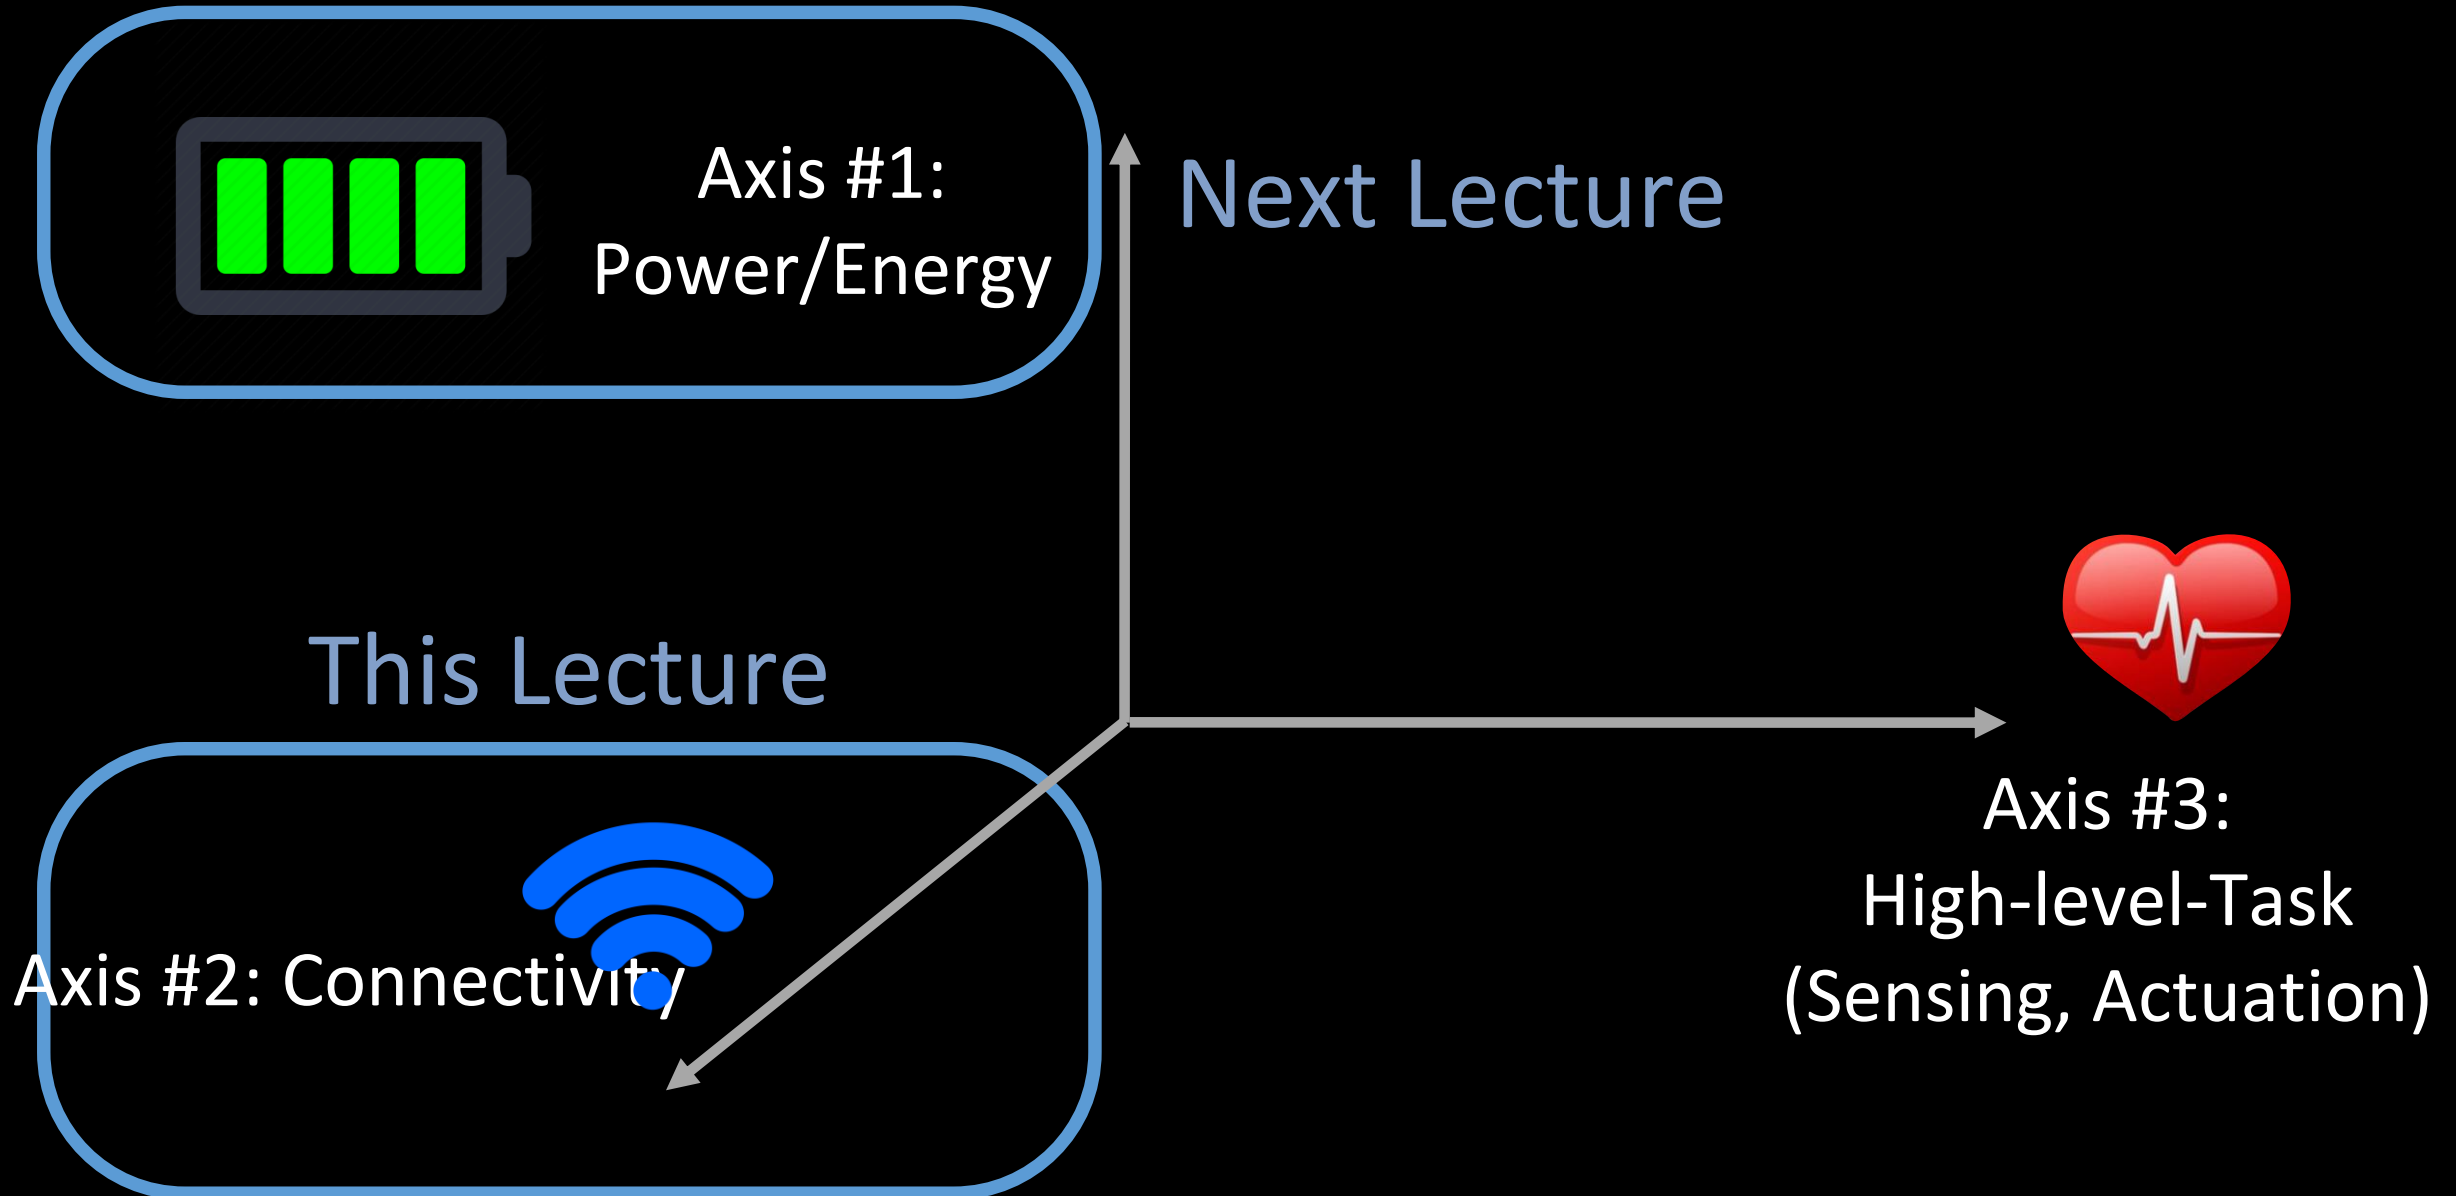 Axis #1:
Power/Energy
Next Lecture
This Lecture
Axis #2: Connectivity
Axis #3:
High-level-Task
(Sensing, Actuation)